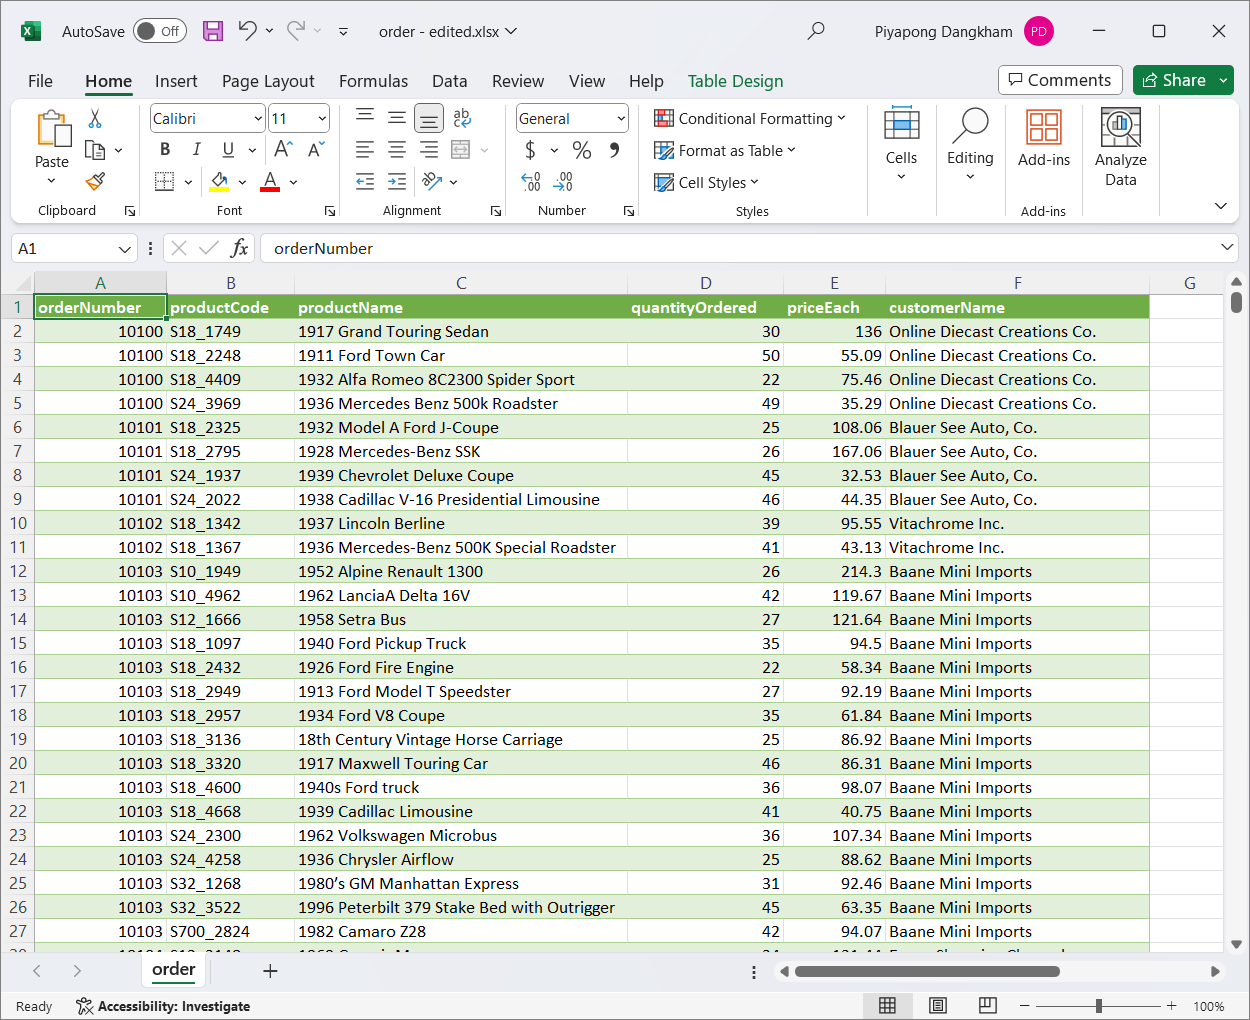 AutoSave Off order - edited.xlsx Piyapong Dangkham PD
File Home Insert Page Layout Formulas Data Review View Help Table Design Comments Share
Paste Calibri 11 General Conditional Formatting Cells Editing Add-ins Analyze Data
B I U A A ab c $ % , Format as Table
A Cell Styles
Clipboard Font Alignment Number Styles Add-ins
A1 fx orderNumber
A B C D E F G
1 orderNumber productCode productName quantityOrdered priceEach customerName
2 10100 S18_1749 1917 Grand Touring Sedan 30 136 Online Diecast Creations Co.
3 10100 S18_2248 1911 Ford Town Car 50 55.09 Online Diecast Creations Co.
4 10100 S18_4409 1932 Alfa Romeo 8C2300 Spider Sport 22 75.46 Online Diecast Creations Co.
5 10100 S24_3969 1936 Mercedes Benz 500k Roadster 49 35.29 Online Diecast Creations Co.
6 10101 S18_2325 1932 Model A Ford J-Coupe 25 108.06 Blauer See Auto, Co.
7 10101 S18_2795 1928 Mercedes-Benz SSK 26 167.06 Blauer See Auto, Co.
8 10101 S24_1937 1939 Chevrolet Deluxe Coupe 45 32.53 Blauer See Auto, Co.
9 10101 S24_2022 1938 Cadillac V-16 Presidential Limousine 46 44.35 Blauer See Auto, Co.
10 10102 S18_1342 1937 Lincoln Berline 39 95.55 Vitachrome Inc.
11 10102 S18_1367 1936 Mercedes-Benz 500K Special Roadster 41 43.13 Vitachrome Inc.
12 10103 S10_1949 1952 Alpine Renault 1300 26 214.3 Baane Mini Imports
13 10103 S10_4962 1962 LanciaA Delta 16V 42 119.67 Baane Mini Imports
14 10103 S12_1666 1958 Setra Bus 27 121.64 Baane Mini Imports
15 10103 S18_1097 1940 Ford Pickup Truck 35 94.5 Baane Mini Imports
16 10103 S18_2432 1926 Ford Fire Engine 22 58.34 Baane Mini Imports
17 10103 S18_2949 1913 Ford Model T Speedster 27 92.19 Baane Mini Imports
18 10103 S18_2957 1934 Ford V8 Coupe 35 61.84 Baane Mini Imports
19 10103 S18_3136 18th Century Vintage Horse Carriage 25 86.92 Baane Mini Imports
20 10103 S18_3320 1917 Maxwell Touring Car 46 86.31 Baane Mini Imports
21 10103 S18_4600 1940s Ford truck 36 98.07 Baane Mini Imports
22 10103 S18_4668 1939 Cadillac Limousine 41 40.75 Baane Mini Imports
23 10103 S24_2300 1962 Volkswagen Microbus 36 107.34 Baane Mini Imports
24 10103 S24_4258 1936 Chrysler Airflow 25 88.62 Baane Mini Imports
25 10103 S32_1268 1980’s GM Manhattan Express 31 92.46 Baane Mini Imports
26 10103 S32_3522 1996 Peterbilt 379 Stake Bed with Outrigger 45 63.35 Baane Mini Imports
27 10103 S700_2824 1982 Camaro Z28 42 94.07 Baane Mini Imports
order
Ready Accessibility: Investigate 100%